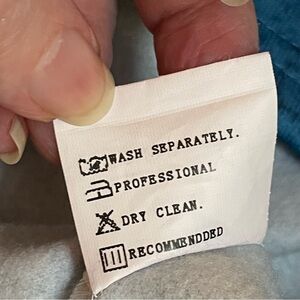 WASH SEPARATELY.
PROFESSIONAL
DRY CLEAN.
RECOMMENDDED